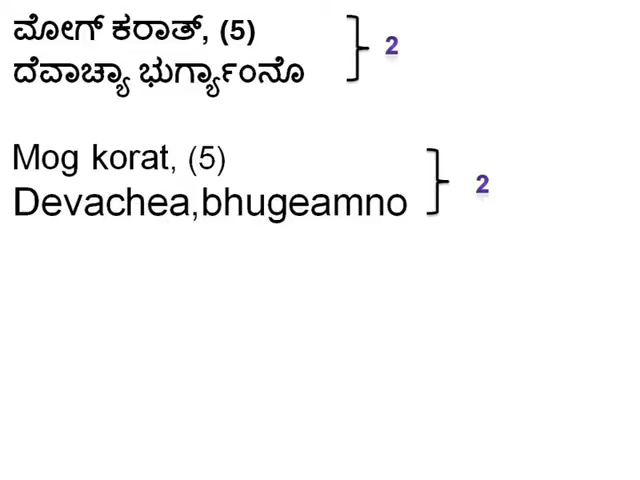 ಮೋಗ್ ಕರಾತ್, (5)
ದೆವಾಚ್ಯಾ ಭುರ್ಗ್ಯಾಂನೊ
2
Mog korat, (5)
Devachea,bhugeamno
2